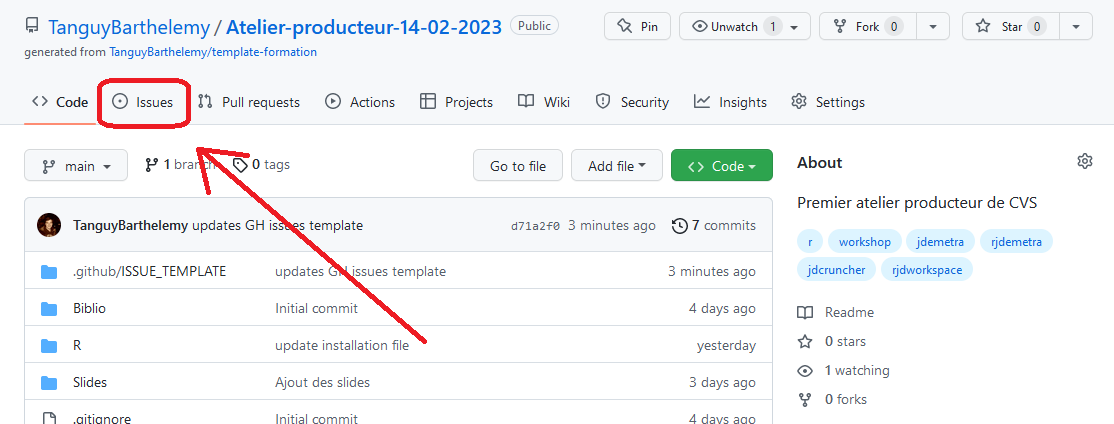 TanguyBarthelemy / Atelier-producteur-14-02-2023 Public Pin Unwatch 1 Fork 0 Star 0
generated from TanguyBarthelemy/template-formation
Code Issues Pull requests Actions Projects Wiki Security Insights Settings
main 1 branch 0 tags Go to file Add file Code
TanguyBarthelemy updates GH issues template d71a2f0 3 minutes ago 7 commits
.github/ISSUE_TEMPLATE updates GH issues template 3 minutes ago
Biblio Initial commit 4 days ago
R update installation file yesterday
Slides Ajout des slides 3 days ago
.gitignore Initial commit 4 days ago
About
Premier atelier producteur de CVS
r workshop jdemetra rjdemetra
jdcruncher rjdworkspace
Readme
0 stars
1 watching
0 forks